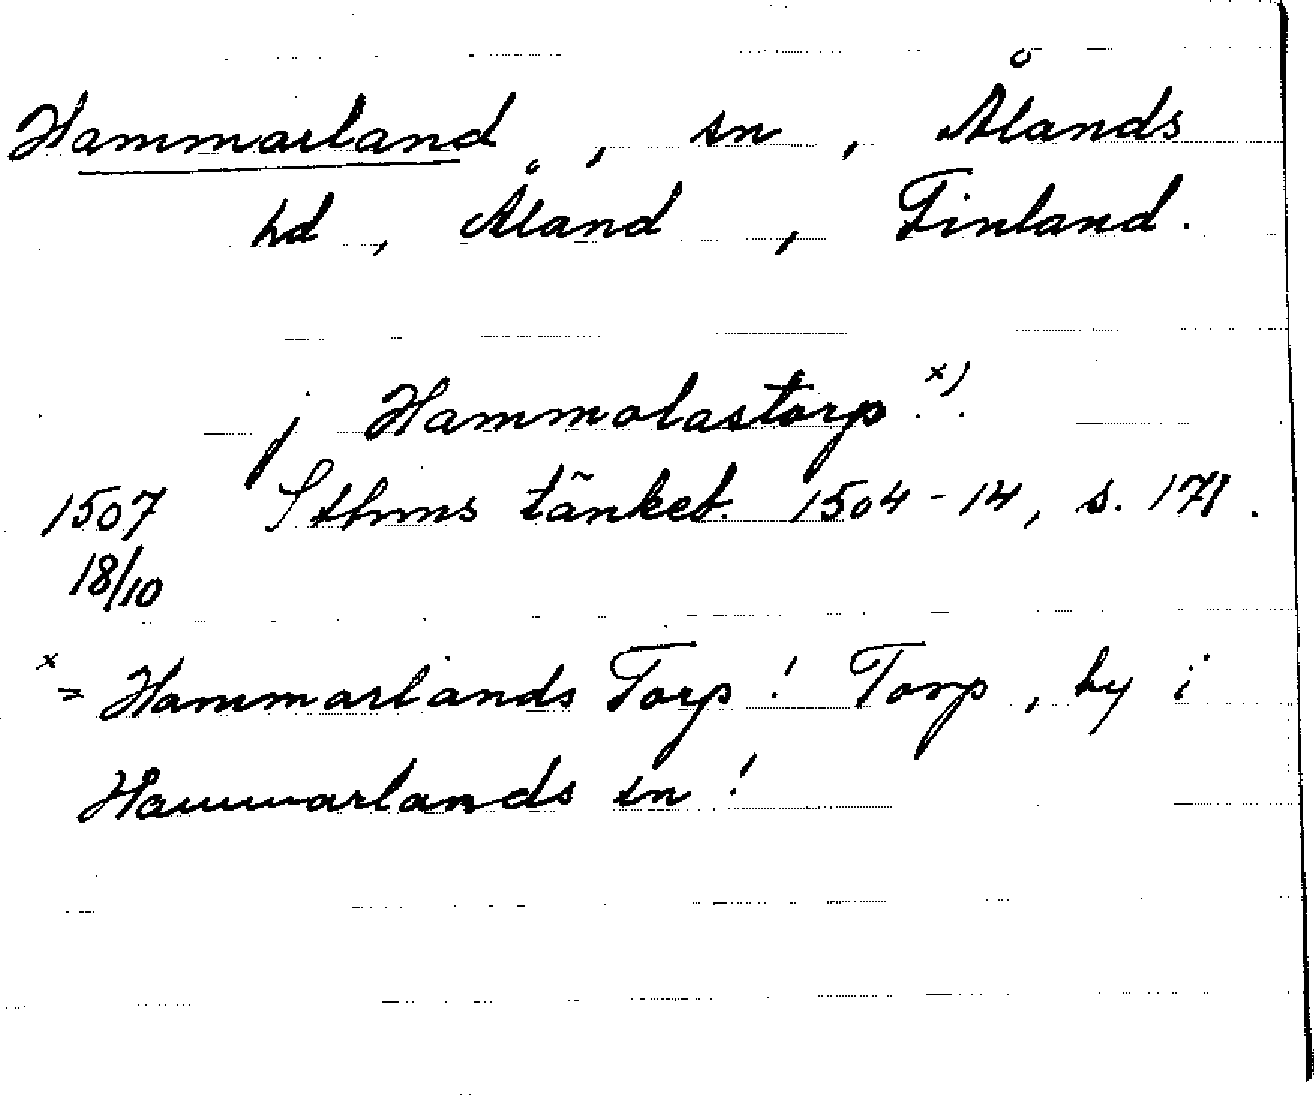 Hammarland, sn, Ålands
hd, Åland, Finland.
j Hammolastorp x).
1507 Sthms tänkeb. 1504-14, s. 171.
18/10
x = Hammarlands Torp! Torp, by i
Hammarlands sn!